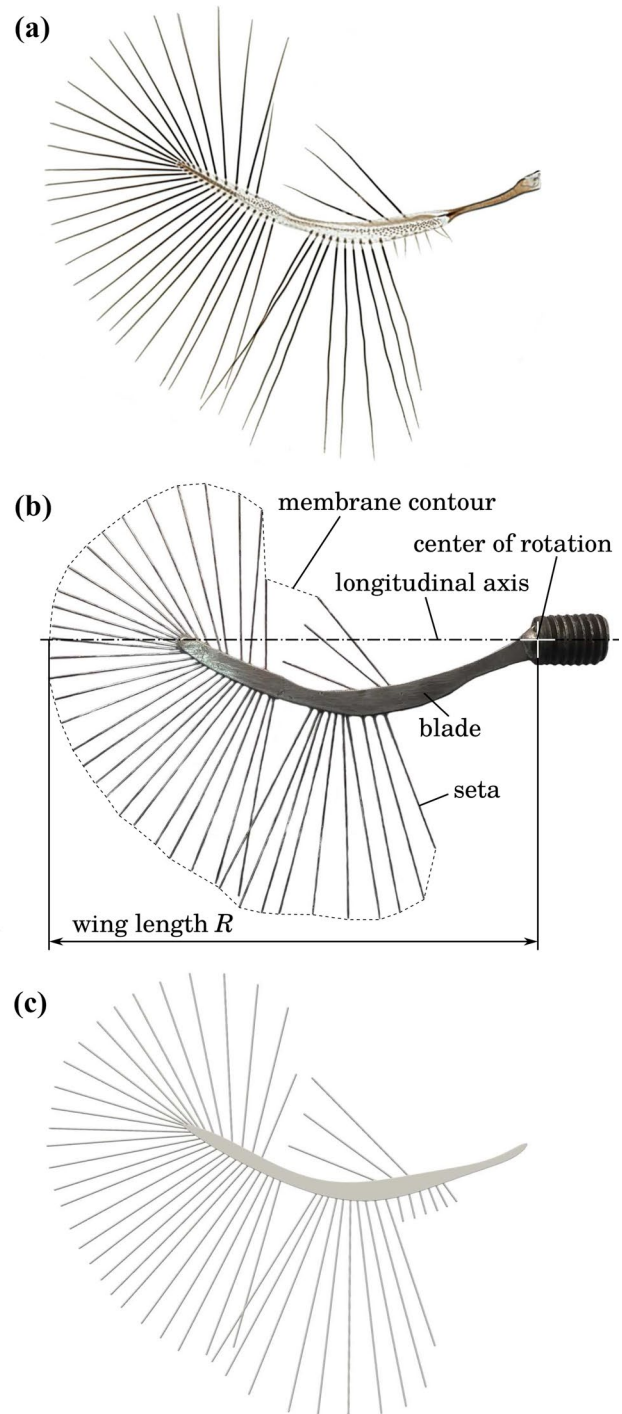 (a)
(b)
membrane contour
center of rotation
longitudinal axis
blade
seta
wing length R
(c)